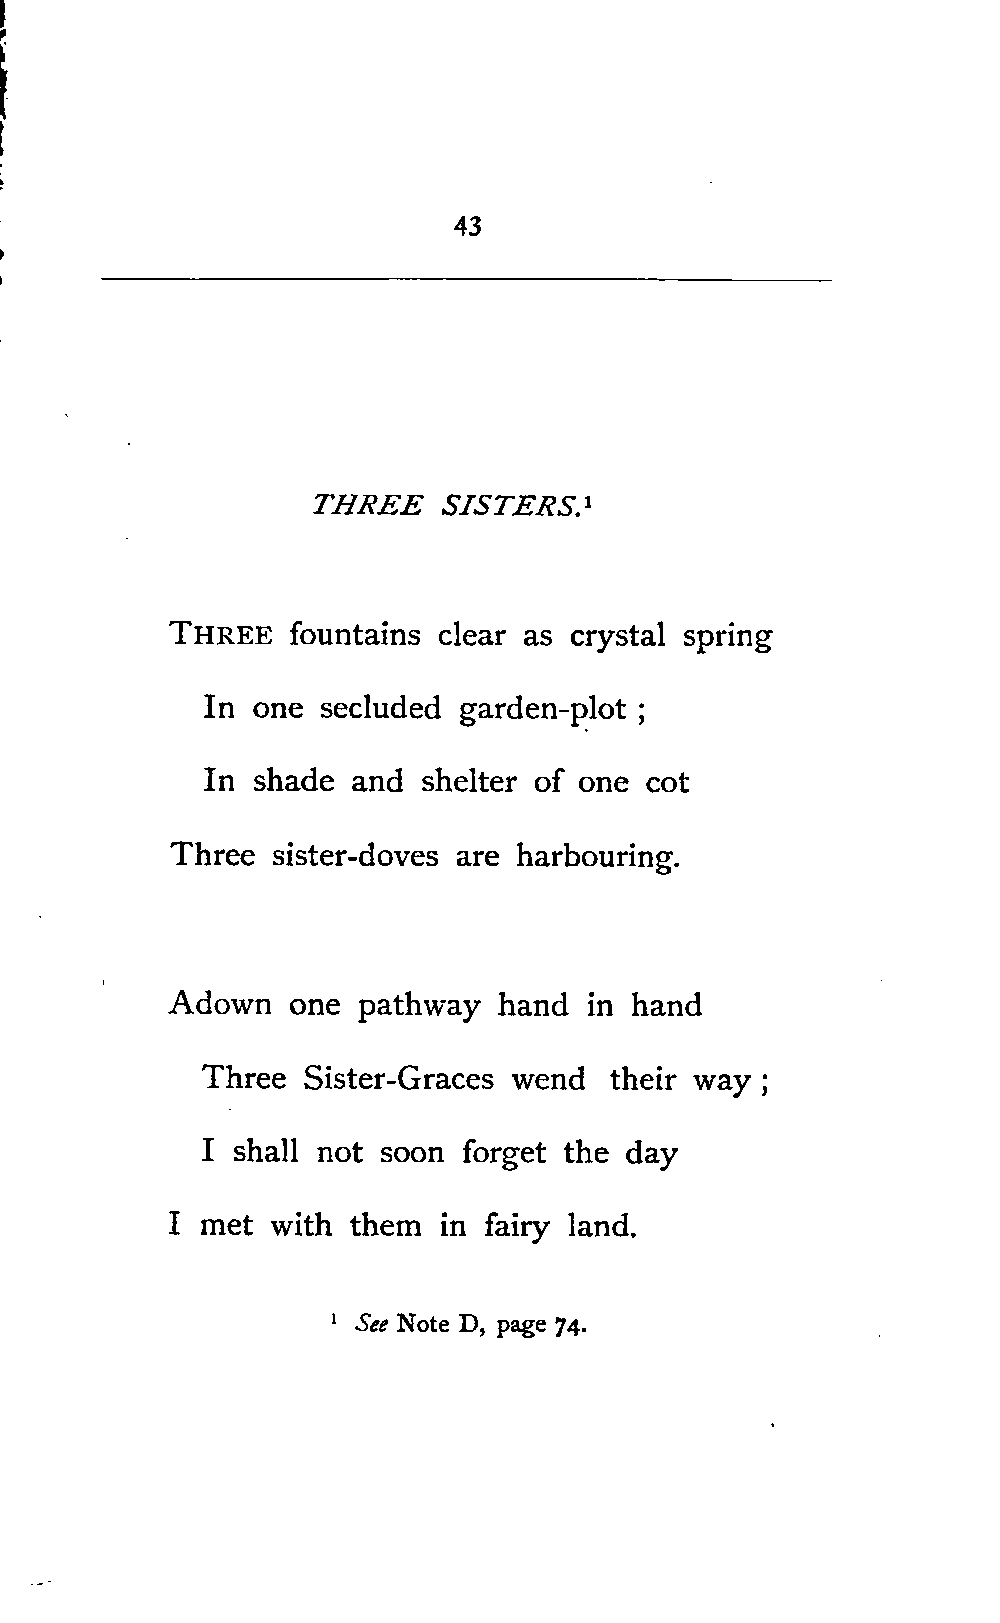 43
THREE SISTERS.¹
THREE fountains clear as crystal spring
In one secluded garden-plot ;
In shade and shelter of one cot
Three sister-doves are harbouring.
Adown one pathway hand in hand
Three Sister-Graces wend their way ;
I shall not soon forget the day
I met with them in fairy land.
¹ See Note D, page 74.